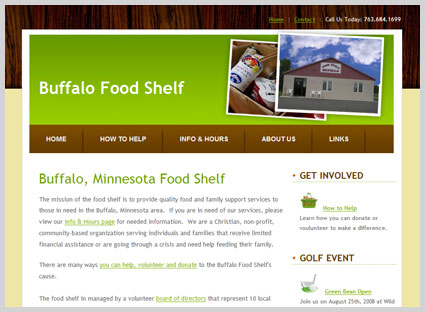 Home :: Contact :: Call Us Today: 763.684.1699
Buffalo Food Shelf
HOME HOW TO HELP INFO & HOURS ABOUT US LINKS
Buffalo, Minnesota Food Shelf
The mission of the food shelf is to provide quality food and family support services to
those in need in the Buffalo, Minnesota area. If you are in need of our services, please
view our Info & Hours page for needed information. We are a Christian, non-profit,
community-based organization serving individuals and families that receive limited
financial assistance or are going through a crisis and need help feeding their family.
There are many ways you can help, volunteer and donate to the Buffalo Food Shelf's
cause.
The food shelf in managed by a volunteer board of directors that represent 10 local
GET INVOLVED
How to Help
Learn how you can donate or
voulunteer to make a difference.
GOLF EVENT
Green Bean Open
Join us on August 25th, 2008 at Wild